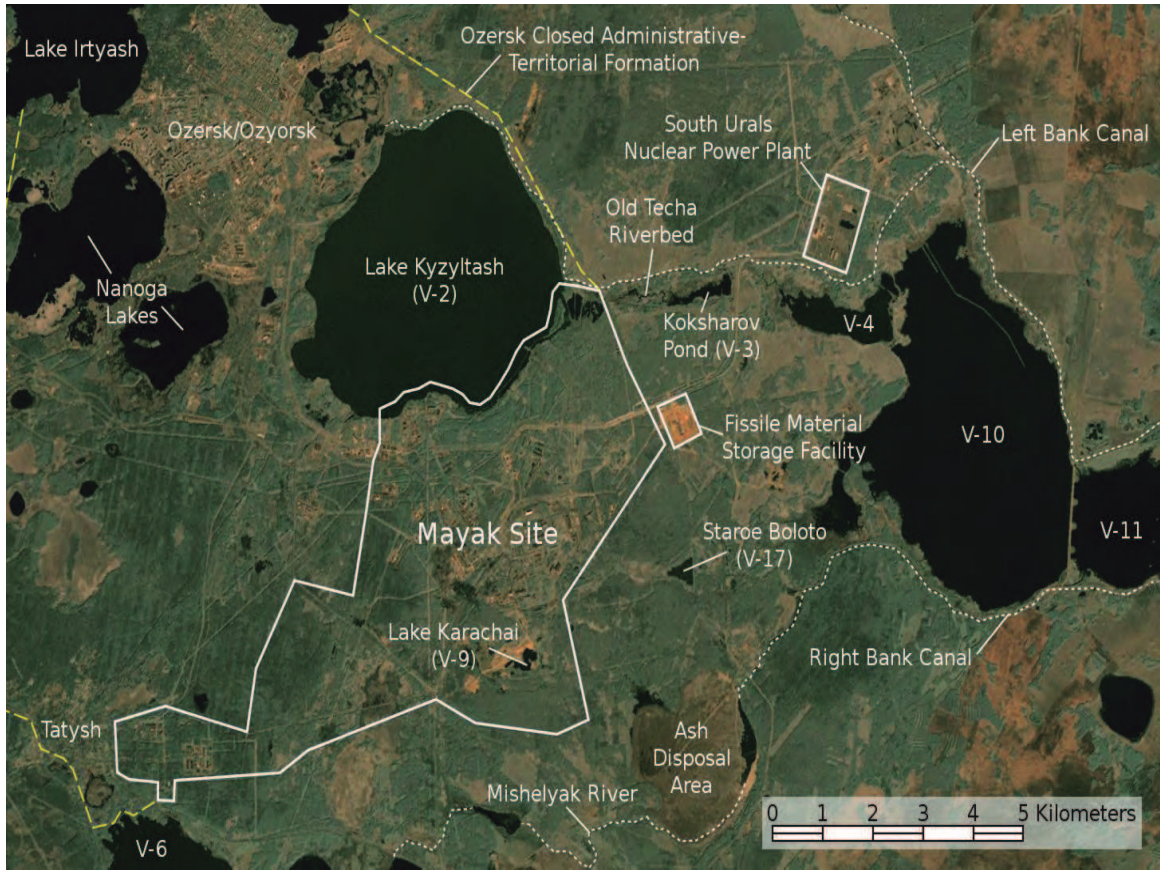 Lake Irtyash
Ozersk Closed Administrative-
Territorial Formation
Ozersk/Ozyorsk
South Urals
Nuclear Power Plant
Left Bank Canal
Old Techa
Riverbed
Lake Kyzyltash
(V-2)
Nanoga
Lakes
Koksharov
Pond (V-3)
V-4
Fissile Material
Storage Facility
V-10
Mayak Site
Staroe Boloto
(V-17)
V-11
Lake Karachai
(V-9)
Right Bank Canal
Tatysh
Ash
Disposal
Area
Mishelyak River
V-6
0 1 2 3 4 5 Kilometers